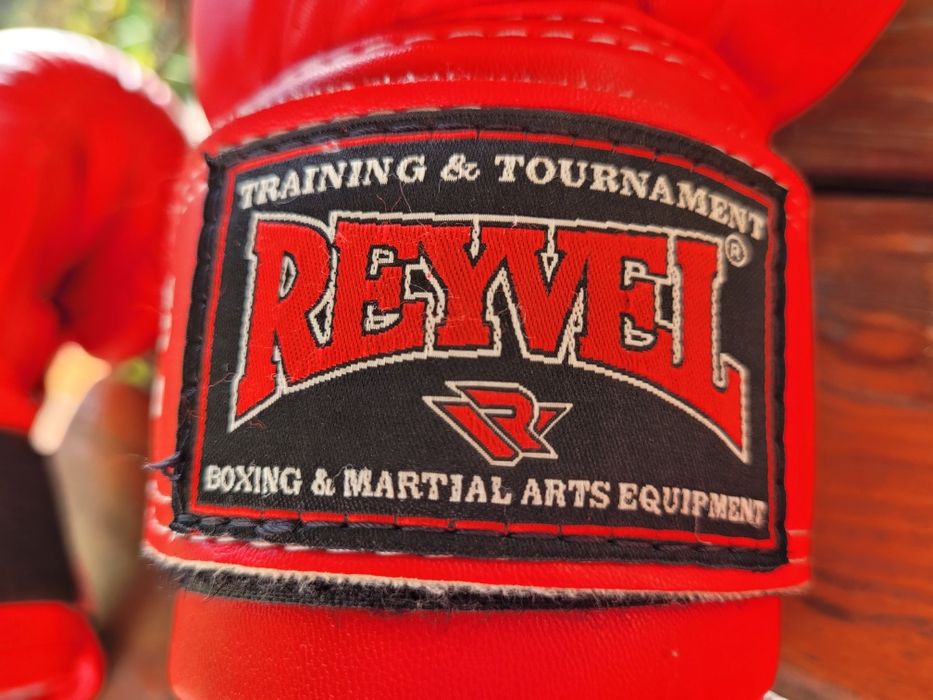 TRAINING & TOURNAMENT
REYVEL®
R
BOXING & MARTIAL ARTS EQUIPMENT